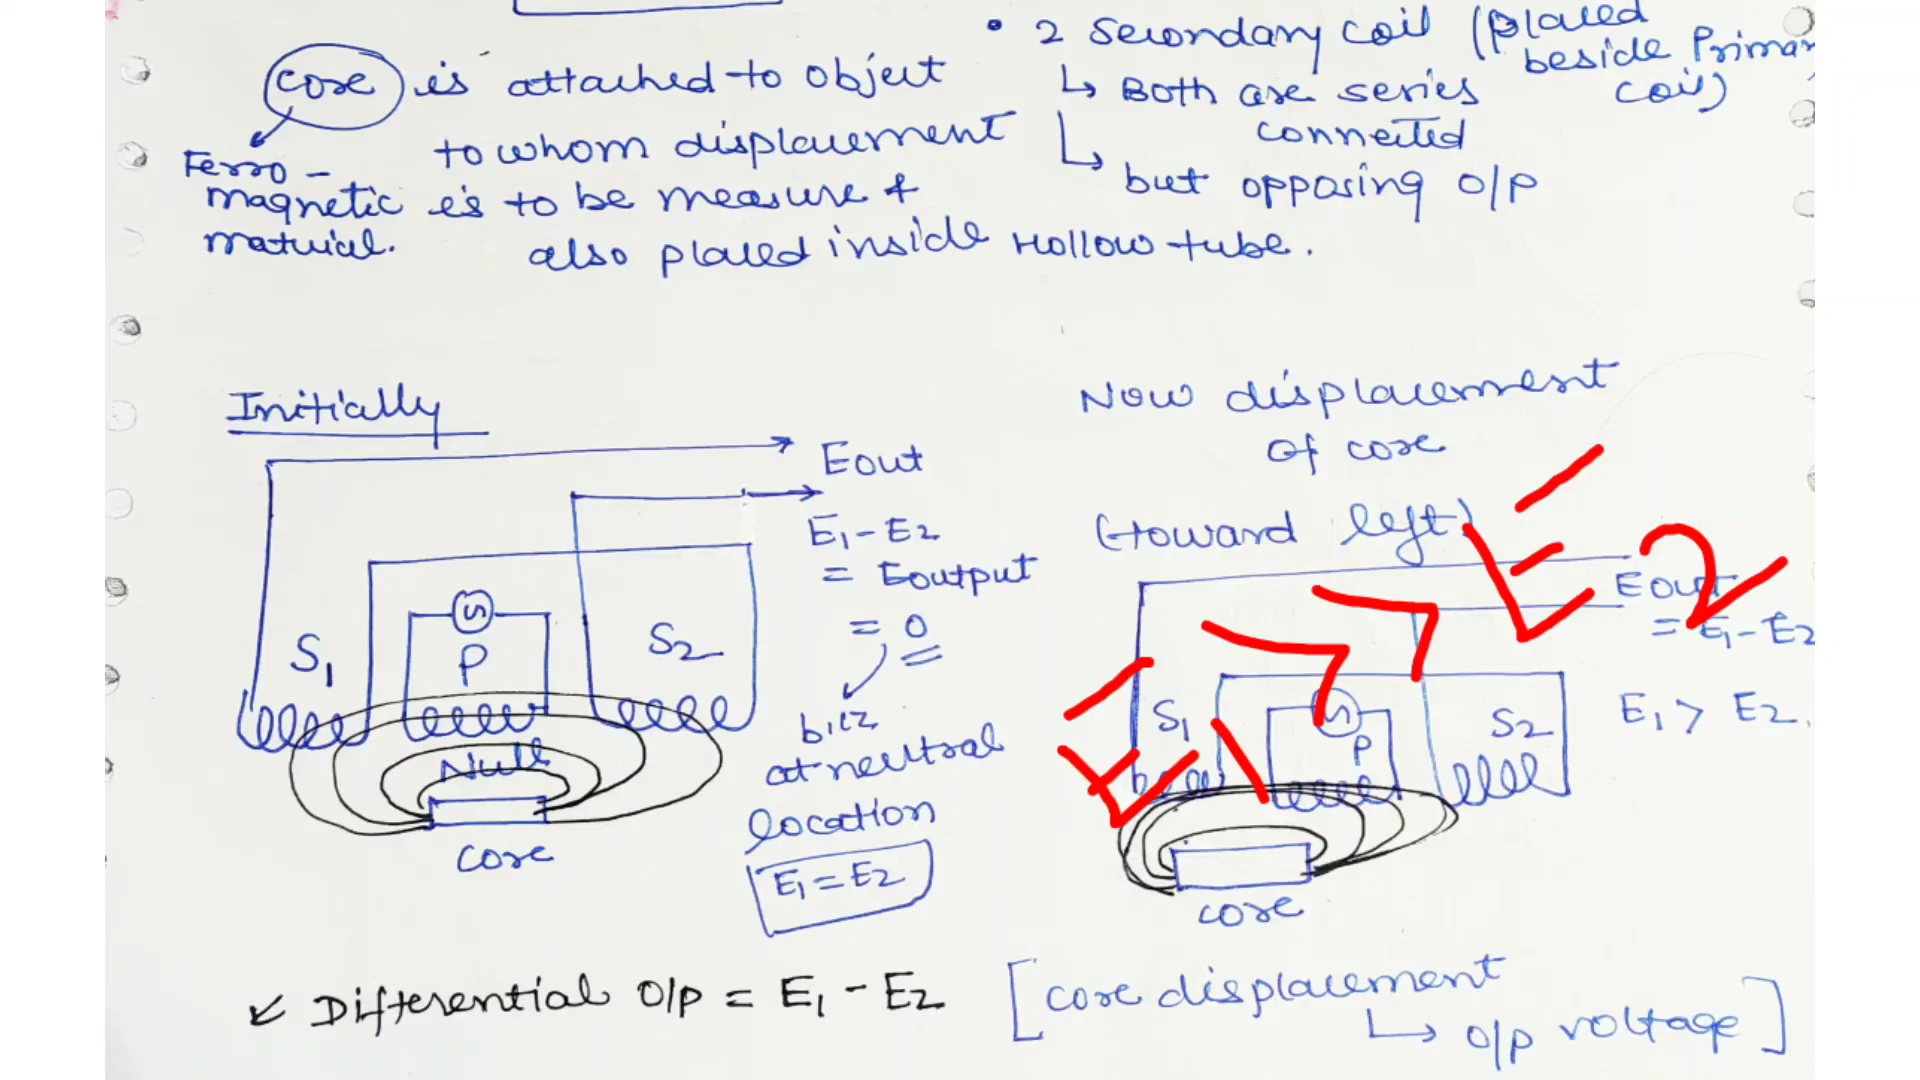 core is attached to object
to whom displacement
is to be measure &
also placed inside Hollow tube.
Ferro -
magnetic
material.
• 2 Secondary coil (placed
beside Primary
coil)
↳ Both are series
connected
↳ but opposing o/p
Initially
Eout
E1 - E2
= Eoutput
= 0
at neutral
location
E1 = E2
S1
P
S2
Null
core
Now displacement
of core
(toward left)
Eout
= E1 - E2
E1 > E2.
S1
P
S2
core
E1 >> E2
Differential O/p = E1 - E2
[core displacement
↳ o/p voltage]